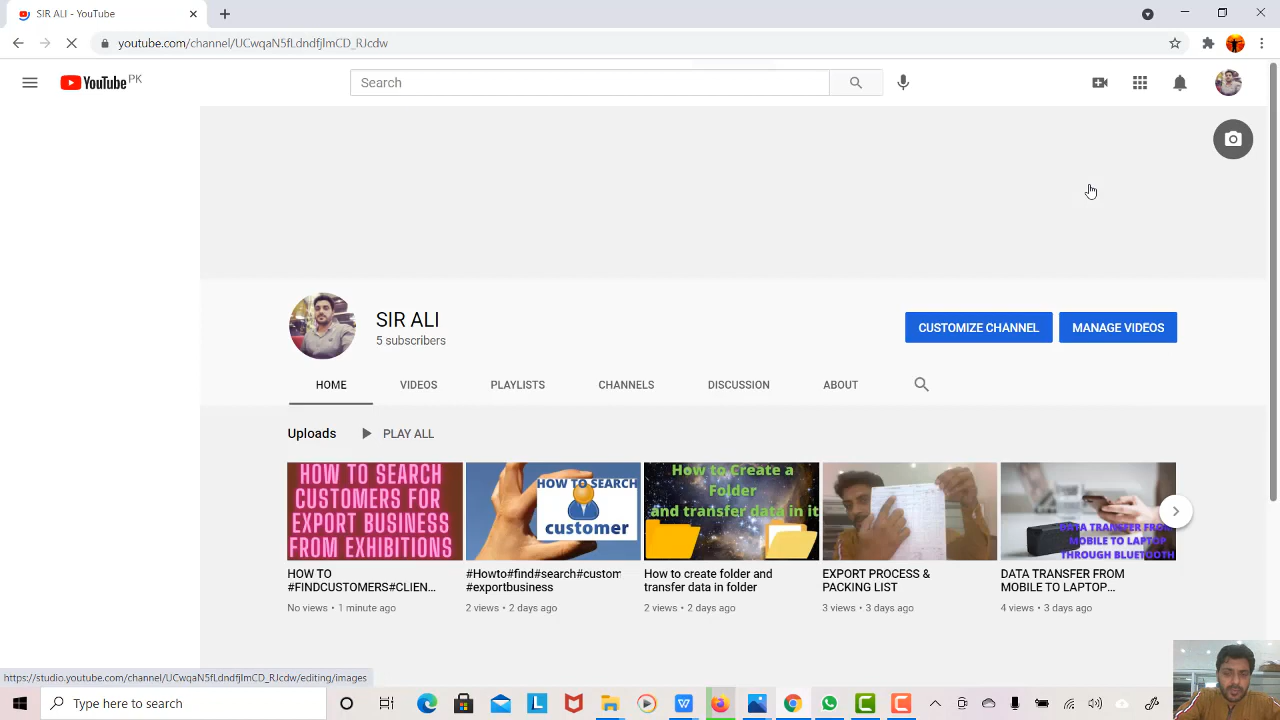 SIR ALI - YouTube
youtube.com/channel/UCwqaN5fLdndfJlmCD_RJcdw
YouTube PK
Search
SIR ALI
5 subscribers
CUSTOMIZE CHANNEL
MANAGE VIDEOS
HOME
VIDEOS
PLAYLISTS
CHANNELS
DISCUSSION
ABOUT
Uploads
PLAY ALL
HOW TO SEARCH
CUSTOMERS FOR
EXPORT BUSINESS
FROM EXHIBITIONS
HOW TO
#FINDCUSTOMERS#CLIEN...
No views • 1 minute ago
HOW TO SEARCH
customer
#Howto#find#search#custom
#exportbusiness
2 views • 2 days ago
How to Create a
Folder
and transfer data in it
How to create folder and
transfer data in folder
2 views • 2 days ago
EXPORT PROCESS &
PACKING LIST
3 views • 3 days ago
DATA TRANSFER FROM
MOBILE TO LAPTOP
THROUGH BLUETOOTH
DATA TRANSFER FROM
MOBILE TO LAPTOP...
4 views • 3 days ago
https://studio.youtube.com/channel/UCwqaN5fLdndfJlmCD_RJcdw/editing/images
Type here to search